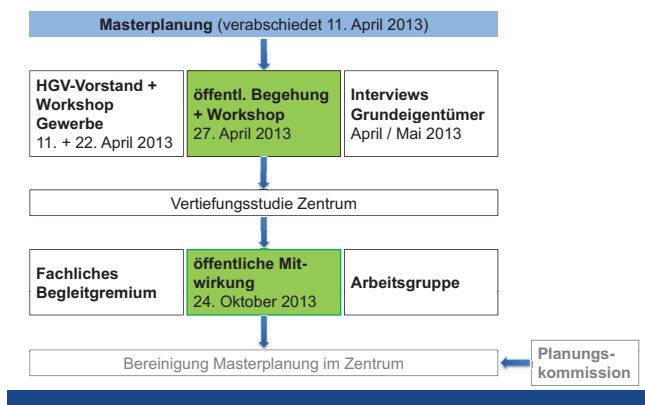 Masterplanung (verabschiedet 11. April 2013)
HGV-Vorstand +
Workshop
Gewerbe
11. + 22. April 2013
öffentl. Begehung
+ Workshop
27. April 2013
Interviews
Grundeigentümer
April / Mai 2013
Vertiefungsstudie Zentrum
Fachliches
Begleitgremium
öffentliche Mit-
wirkung
24. Oktober 2013
Arbeitsgruppe
Bereinigung Masterplanung im Zentrum
Planungs-
kommission